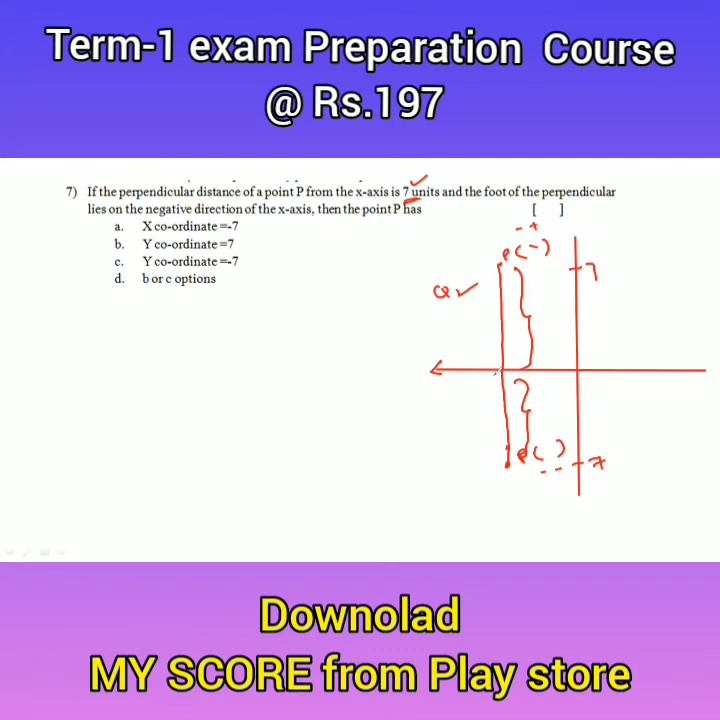 Term-1 exam Preparation Course
@ Rs.197
7) If the perpendicular distance of a point P from the x-axis is 7 units and the foot of the perpendicular
lies on the negative direction of the x-axis, then the point P has [ ]
a. X co-ordinate =-7
b. Y co-ordinate =7
c. Y co-ordinate =-7
d. b or c options
- +
P(-)
7
P( )
- - 7
Downolad
MY SCORE from Play store